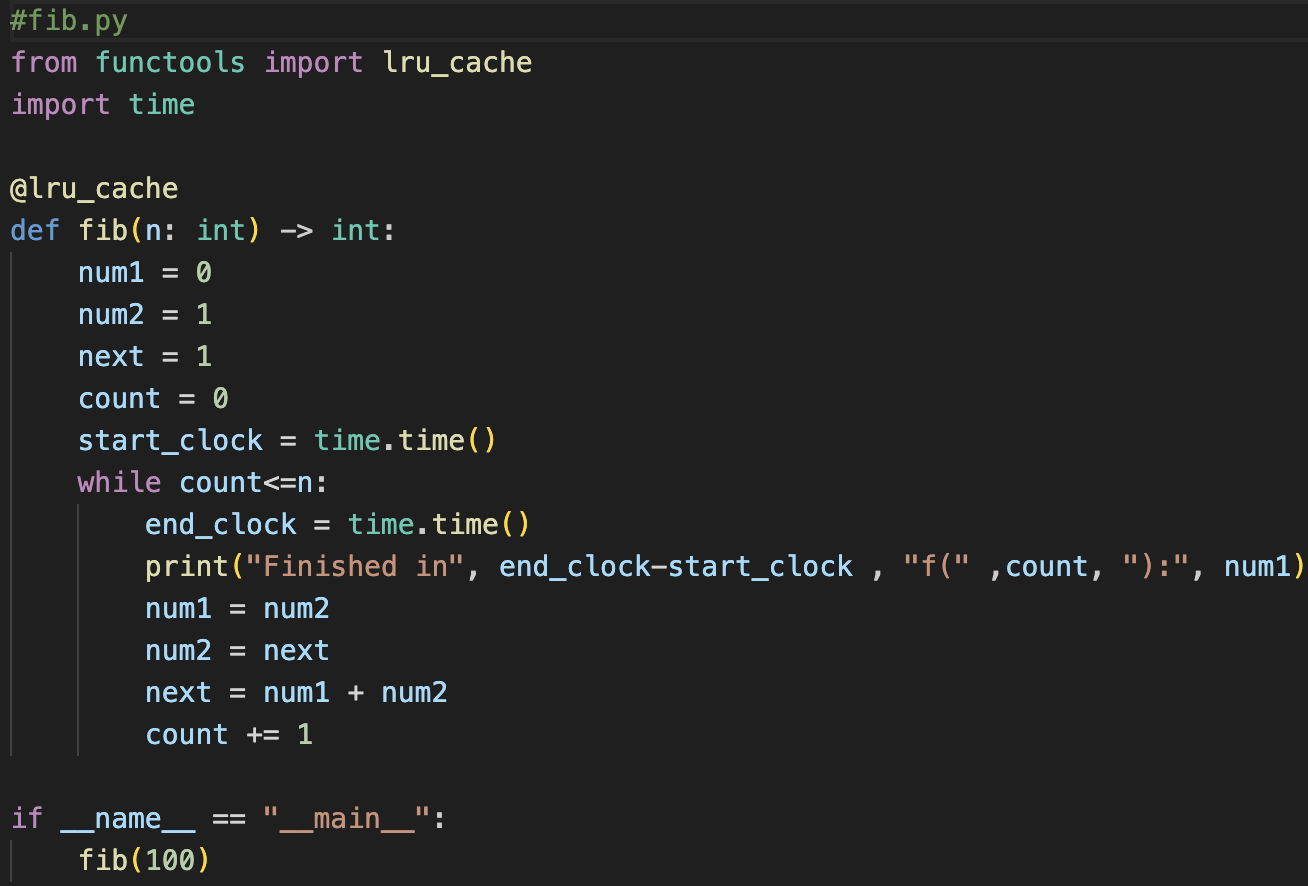 #fib.py
from functools import lru_cache
import time

@lru_cache
def fib(n: int) -> int:
    num1 = 0
    num2 = 1
    next = 1
    count = 0
    start_clock = time.time()
    while count<=n:
        end_clock = time.time()
        print("Finished in", end_clock-start_clock , "f(" ,count, "):", num1)
        num1 = num2
        num2 = next
        next = num1 + num2
        count += 1

if __name__ == "__main__":
    fib(100)